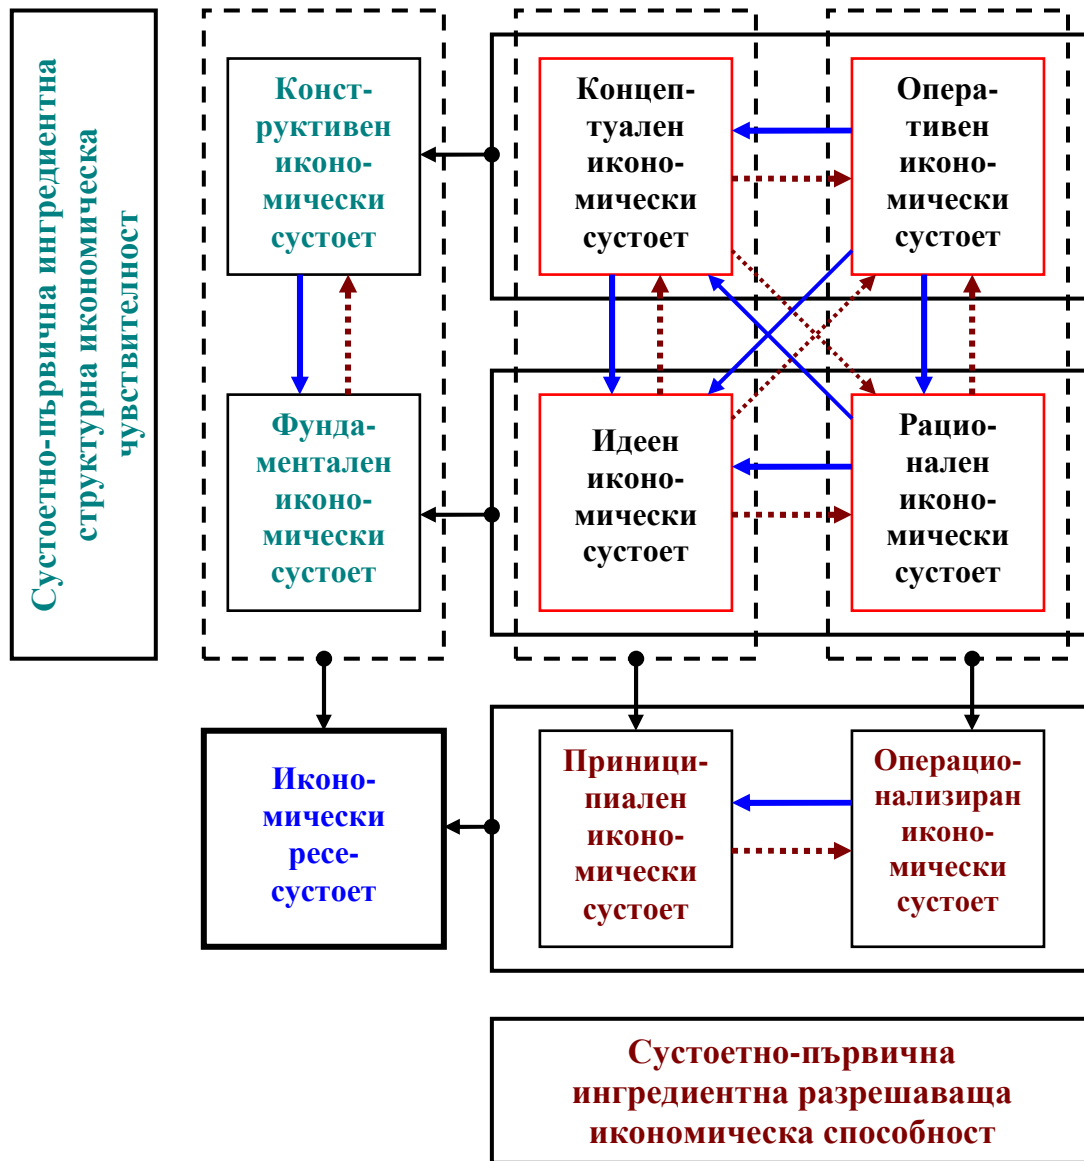 Сустоетно-първична ингредиентна
структурна икономическа
чувствителност
Конст-
руктивен
иконо-
мически
сустоет
Концеп-
туален
иконо-
мически
сустоет
Опера-
тивен
иконо-
мически
сустоет
Фунда-
ментален
иконо-
мически
сустоет
Идеен
иконо-
мически
сустоет
Рацио-
нален
иконо-
мически
сустоет
Иконо-
мически
ресе-
сустоет
Приници-
пиален
иконо-
мически
сустоет
Операцио-
нализиран
иконо-
мически
сустоет
Сустоетно-първична
ингредиентна разрешаваща
икономическа способност